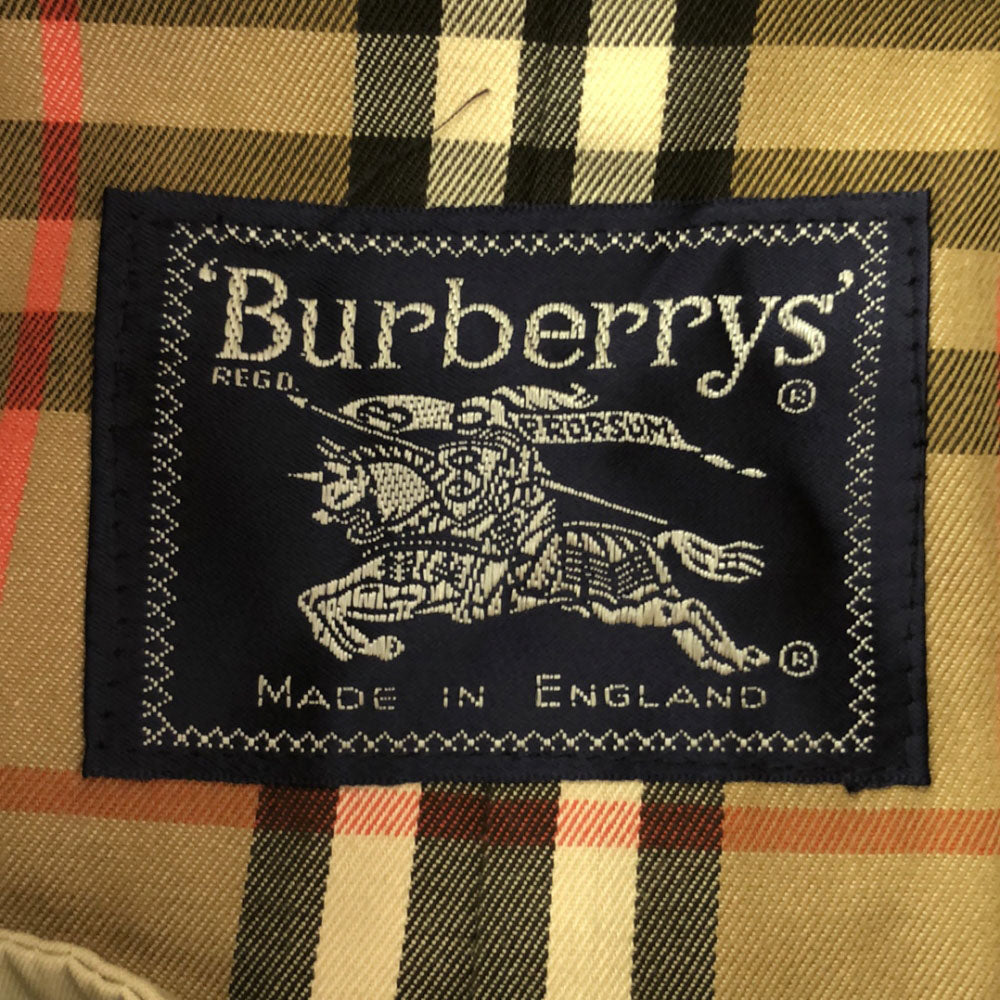 ‘Burberrys’
REGD. ®
PRORSUM
®
MADE IN ENGLAND